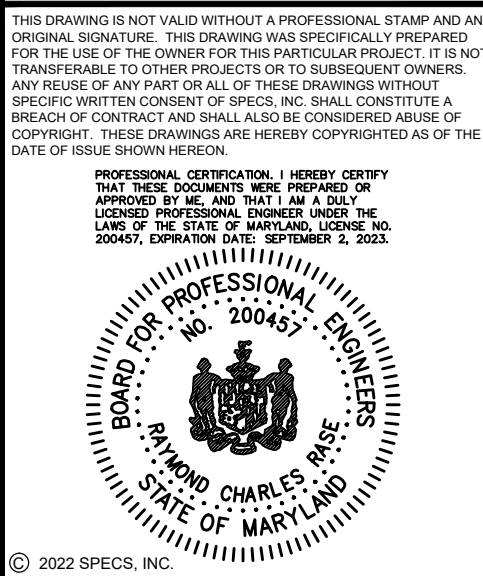 THIS DRAWING IS NOT VALID WITHOUT A PROFESSIONAL STAMP AND AN
ORIGINAL SIGNATURE.  THIS DRAWING WAS SPECIFICALLY PREPARED
FOR THE USE OF THE OWNER FOR THIS PARTICULAR PROJECT. IT IS NOT
TRANSFERABLE TO OTHER PROJECTS OR TO SUBSEQUENT OWNERS.
ANY REUSE OF ANY PART OR ALL OF THESE DRAWINGS WITHOUT
SPECIFIC WRITTEN CONSENT OF SPECS, INC. SHALL CONSTITUTE A
BREACH OF CONTRACT AND SHALL ALSO BE CONSIDERED ABUSE OF
COPYRIGHT.  THESE DRAWINGS ARE HEREBY COPYRIGHTED AS OF THE
DATE OF ISSUE SHOWN HEREON.
PROFESSIONAL CERTIFICATION. I HEREBY CERTIFY
THAT THESE DOCUMENTS WERE PREPARED OR
APPROVED BY ME, AND THAT I AM A DULY
LICENSED PROFESSIONAL ENGINEER UNDER THE
LAWS OF THE STATE OF MARYLAND, LICENSE NO.
200457, EXPIRATION DATE: SEPTEMBER 2, 2023.
BOARD FOR PROFESSIONAL ENGINEERS
NO. 200457
RAYMOND CHARLES RASE
STATE OF MARYLAND
© 2022 SPECS, INC.